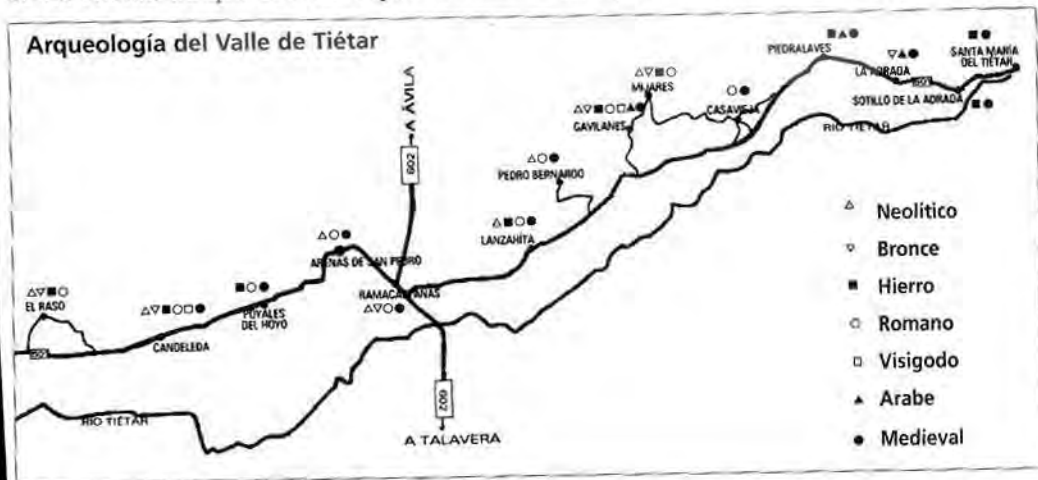 Arqueología del Valle de Tiétar
A ÁVILA
602
PIEDRALAVES
LA ADRADA
SANTA MARÍA
DEL TIÉTAR
SOTILLO DE LA ADRADA
MIJARES
CASAVIEJA
GAVILANES
RIO TIÉTAR
PEDRO BERNARDO
LANZAHÍTA
ARENAS DE SAN PEDRO
RAMACASTAÑAS
EL RASO
POYALES
DEL HOYO
CANDELEDA
RIO TIÉTAR
602
A TALAVERA
Neolítico
Bronce
Hierro
Romano
Visigodo
Arabe
Medieval